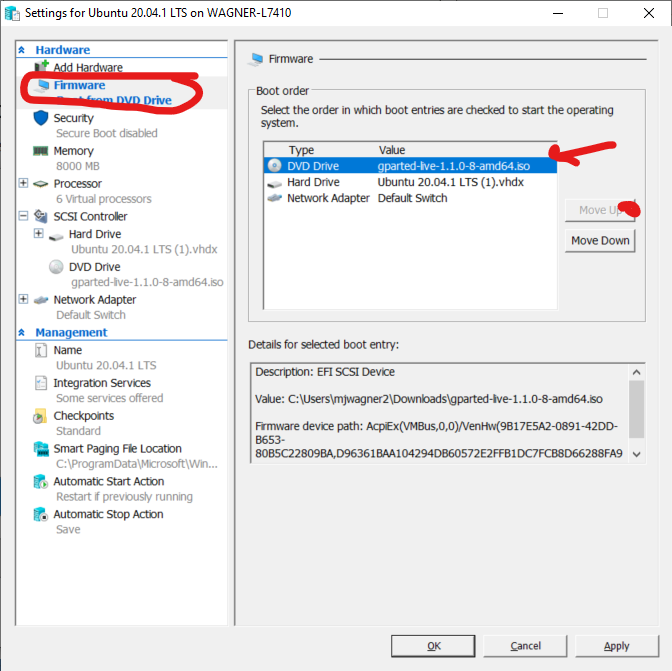 Settings for Ubuntu 20.04.1 LTS on WAGNER-L7410
Hardware
Add Hardware
Firmware
Boot from DVD Drive
Security
Secure Boot disabled
Memory
8000 MB
Processor
6 Virtual processors
SCSI Controller
Hard Drive
Ubuntu 20.04.1 LTS (1).vhdx
DVD Drive
gparted-live-1.1.0-8-amd64.iso
Network Adapter
Default Switch
Management
Name
Ubuntu 20.04.1 LTS
Integration Services
Some services offered
Checkpoints
Standard
Smart Paging File Location
C:\ProgramData\Microsoft\Win...
Automatic Start Action
Restart if previously running
Automatic Stop Action
Save
Firmware
Boot order
Select the order in which boot entries are checked to start the operating
system.
Type Value
DVD Drive gparted-live-1.1.0-8-amd64.iso
Hard Drive Ubuntu 20.04.1 LTS (1).vhdx
Network Adapter Default Switch
Move Up
Move Down
Details for selected boot entry:
Description: EFI SCSI Device
Value: C:\Users\mjwagner2\Downloads\gparted-live-1.1.0-8-amd64.iso
Firmware device path: AcpiEx(VMBus,0,0)/VenHw(9B17E5A2-0891-42DD-
B653-
80B5C22809BA,D96361BAA104294DB60572E2FFB1DC7FCB8D66288FA9
OK Cancel Apply